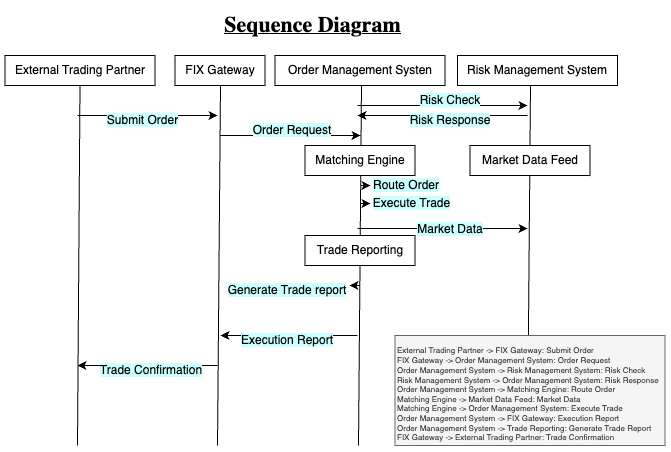 Sequence Diagram
External Trading Partner
FIX Gateway
Order Management Systen
Risk Management System
Risk Check
Submit Order
Risk Response
Order Request
Matching Engine
Market Data Feed
Route Order
Execute Trade
Market Data
Trade Reporting
Generate Trade report
Execution Report
Trade Confirmation
External Trading Partner -> FIX Gateway: Submit Order
FIX Gateway -> Order Management System: Order Request
Order Management System -> Risk Management System: Risk Check
Risk Management System -> Order Management System: Risk Response
Order Management System -> Matching Engine: Route Order
Matching Engine -> Market Data Feed: Market Data
Matching Engine -> Order Management System: Execute Trade
Order Management System -> FIX Gateway: Execution Report
Order Management System -> Trade Reporting: Generate Trade Report
FIX Gateway -> External Trading Partner: Trade Confirmation